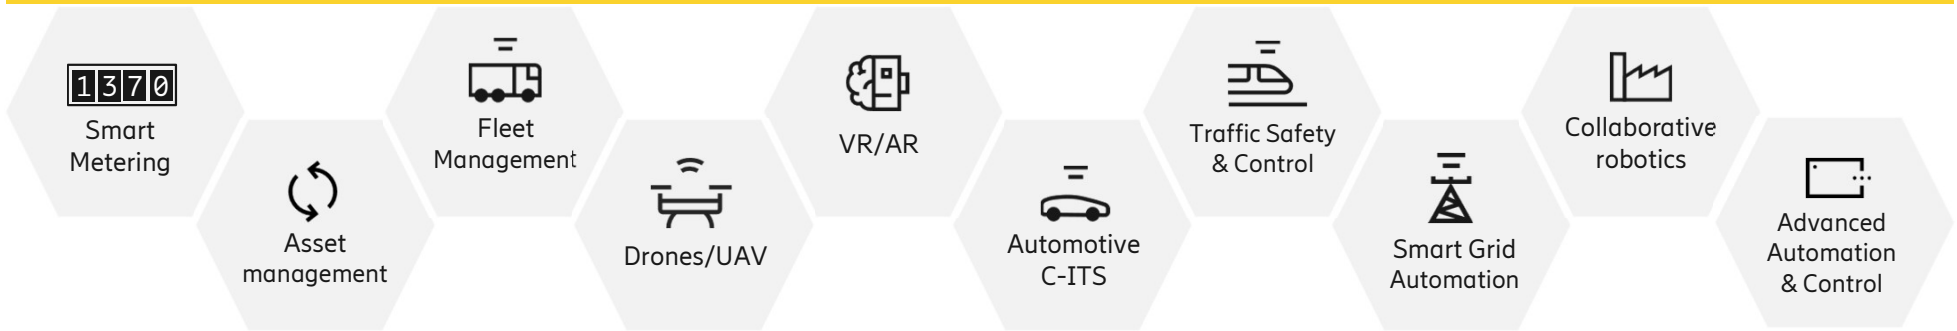 1370
Smart
Metering
Asset
management
Fleet
Management
Drones/UAV
VR/AR
Automotive
C-ITS
Traffic Safety
& Control
Smart Grid
Automation
Collaborative
robotics
Advanced
Automation
& Control